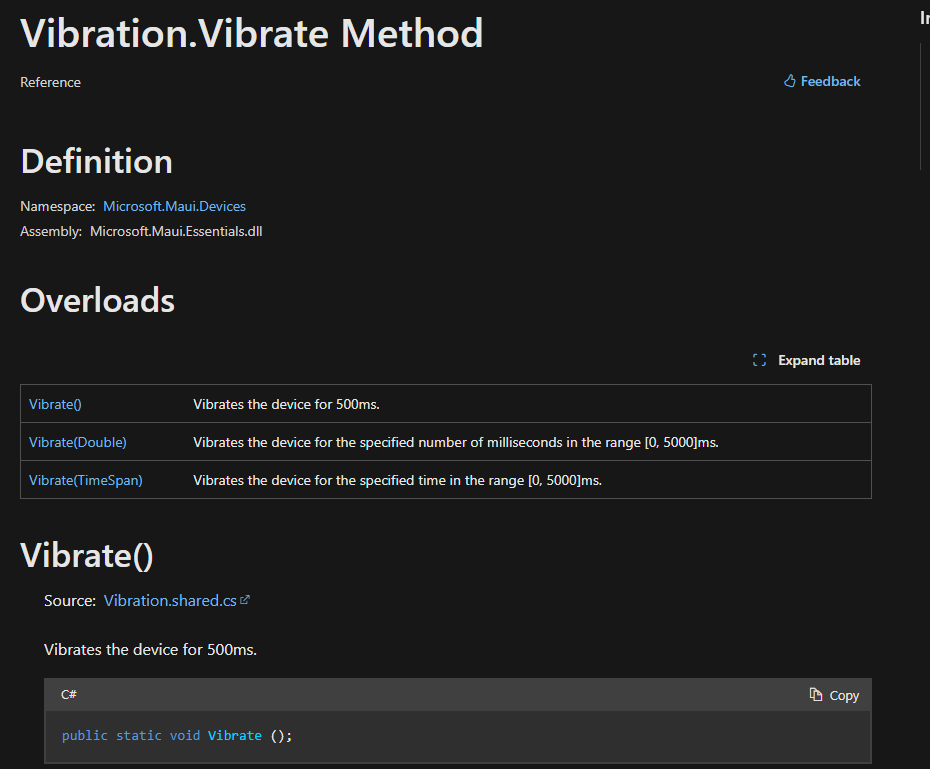 Vibration.Vibrate Method
Reference
Feedback
Definition
Namespace: Microsoft.Maui.Devices
Assembly: Microsoft.Maui.Essentials.dll
Overloads
Expand table
Vibrate() Vibrates the device for 500ms.
Vibrate(Double) Vibrates the device for the specified number of milliseconds in the range [0, 5000]ms.
Vibrate(TimeSpan) Vibrates the device for the specified time in the range [0, 5000]ms.
Vibrate()
Source: Vibration.shared.cs
Vibrates the device for 500ms.
C# Copy
public static void Vibrate ();